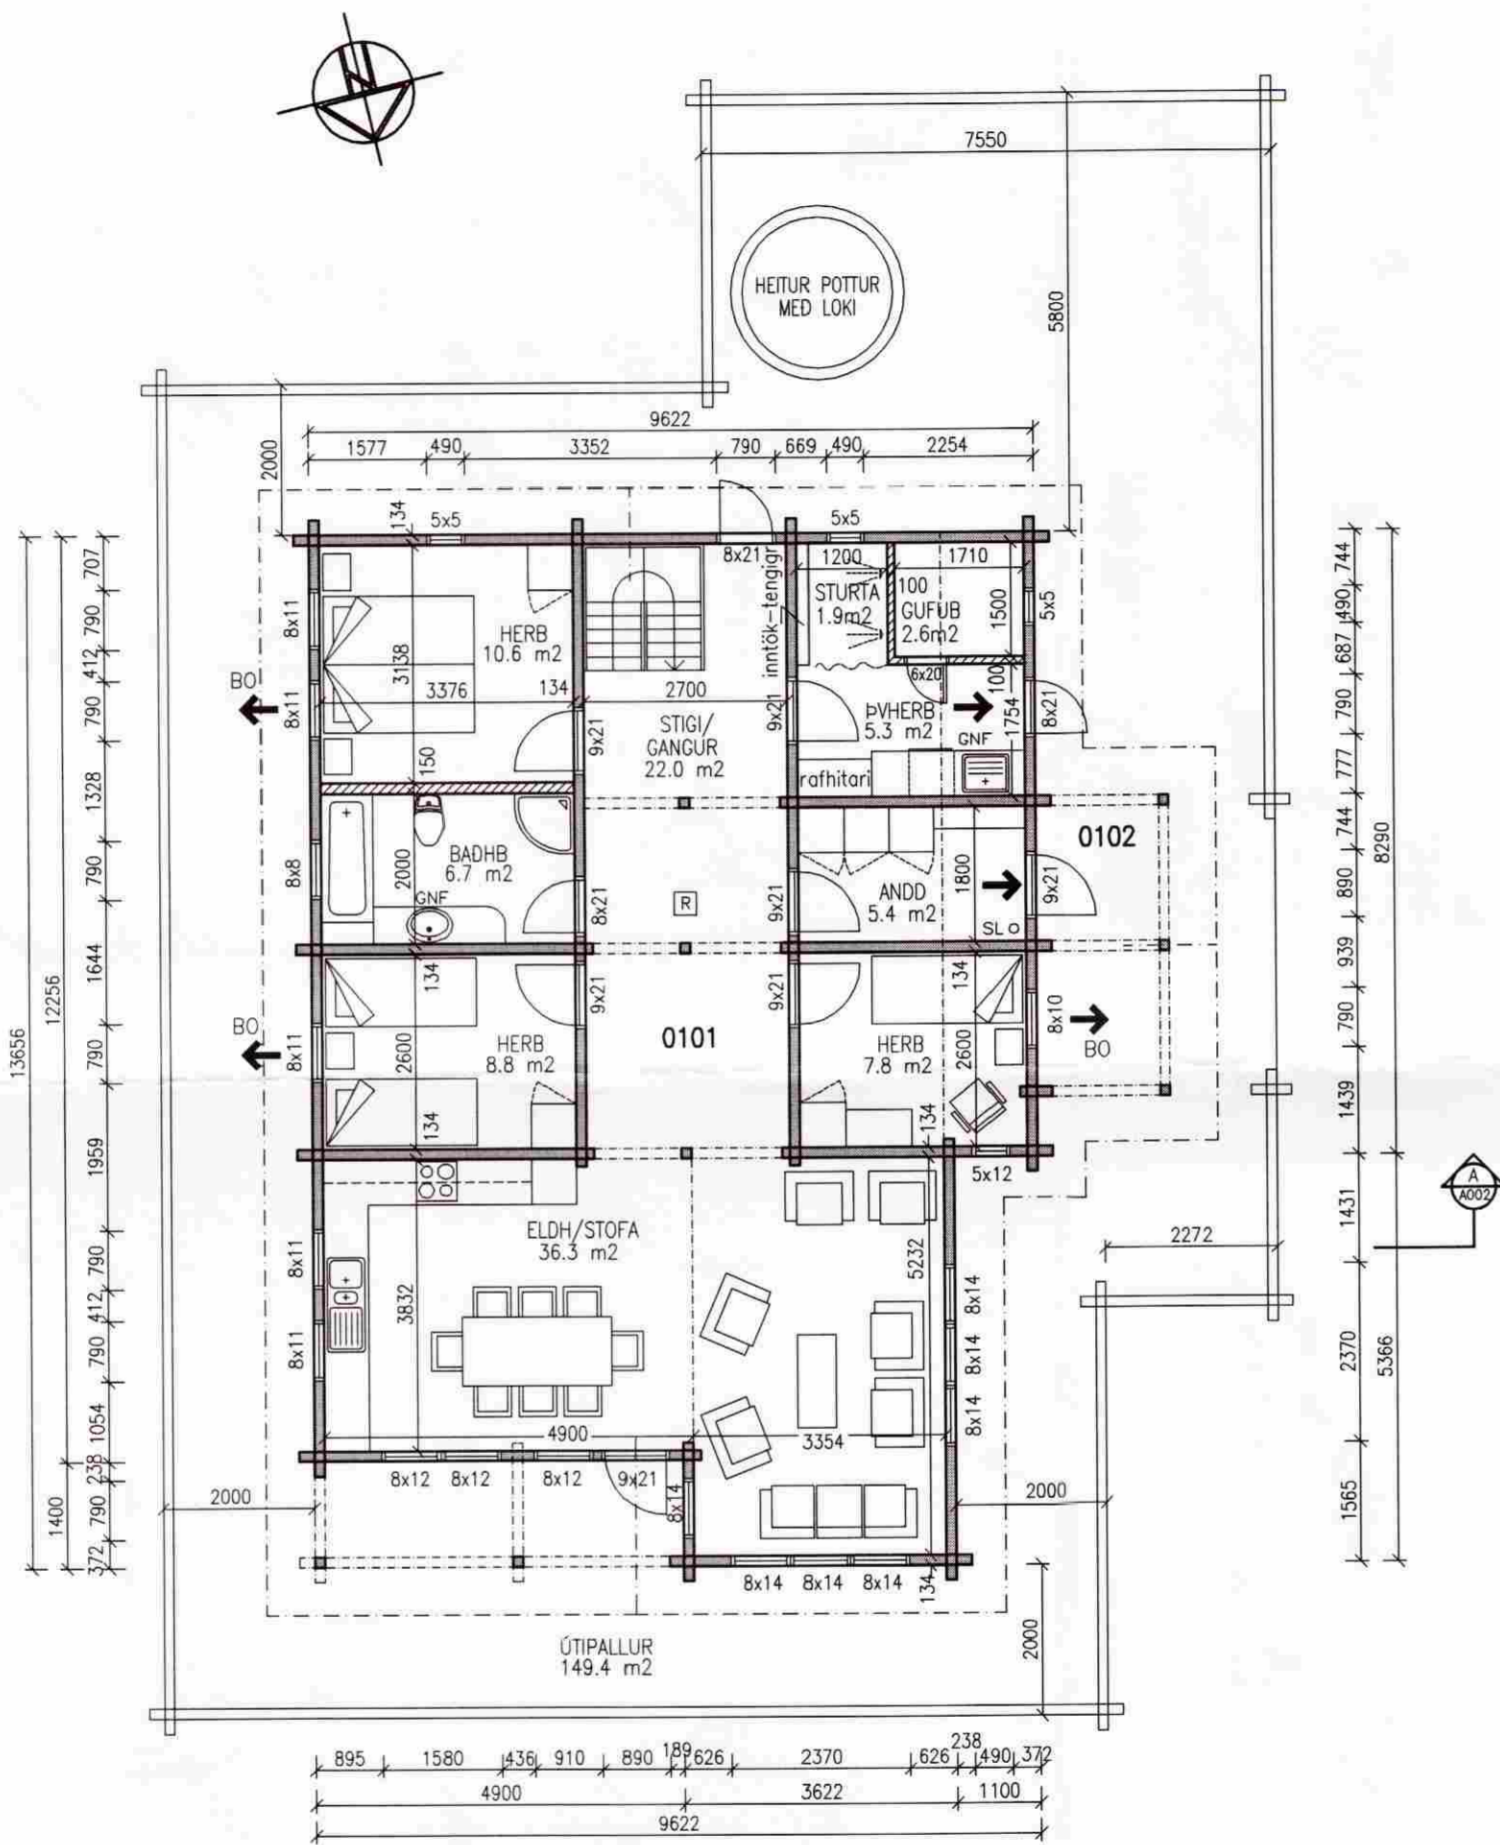 N
7550
HEITUR POTTUR
MEÐ LOKI
5800
9622
1577 490 3352 790 669 490 2254
2000
134
5x5
8x21
5x5
1200
1710
inntök-tengigr
STURTA
1.9m2
100
GUFUB
2.6m2
1500
5x5
8x11
HERB
10.6 m2
3138
3376
134
2700
BO
8x11
9x21
STIGI/
GANGUR
22.0 m2
9x21
6x20
100
ÞVHERB
5.3 m2
GNF
1754
8x21
150
rafhitari
8x8
2000
BAÐHB
6.7 m2
GNF
8x21
R
9x21
ANDD
5.4 m2
1800
SL
9x21
0102
134
9x21
9x21
134
BO
8x11
HERB
8.8 m2
2600
134
0101
HERB
7.8 m2
2600
134
8x10
BO
5x12
ELDH/STOFA
36.3 m2
8x11
8x11
3832
5232
8x14
8x14
8x14
4900
3354
8x12 8x12 8x12 9x21
8x14
8x14 8x14 8x14
134
2000
2000
2000
2272
A
A002
ÚTIPALLUR
149.4 m2
13656
12256
1400
707
790
412
790
1328
790
1644
790
1959
790
412
790
1054
238
790
372
744
490
687
790
777
744
890
939
790
1439
1431
2370
1565
8290
5366
895 1580 436 910 890 189 626 2370 626 238 490 372
4900 3622 1100
9622